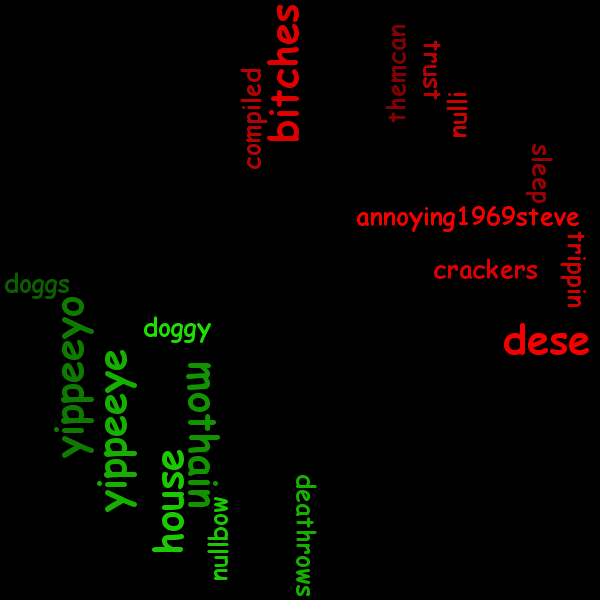 bitches
compiled
themcan
trust
nulli
sleep
annoying1969steve
trippin
crackers
doggs
yippeeyo
doggy
dese
yippeeye
mothain
house
nullbow
deathrows